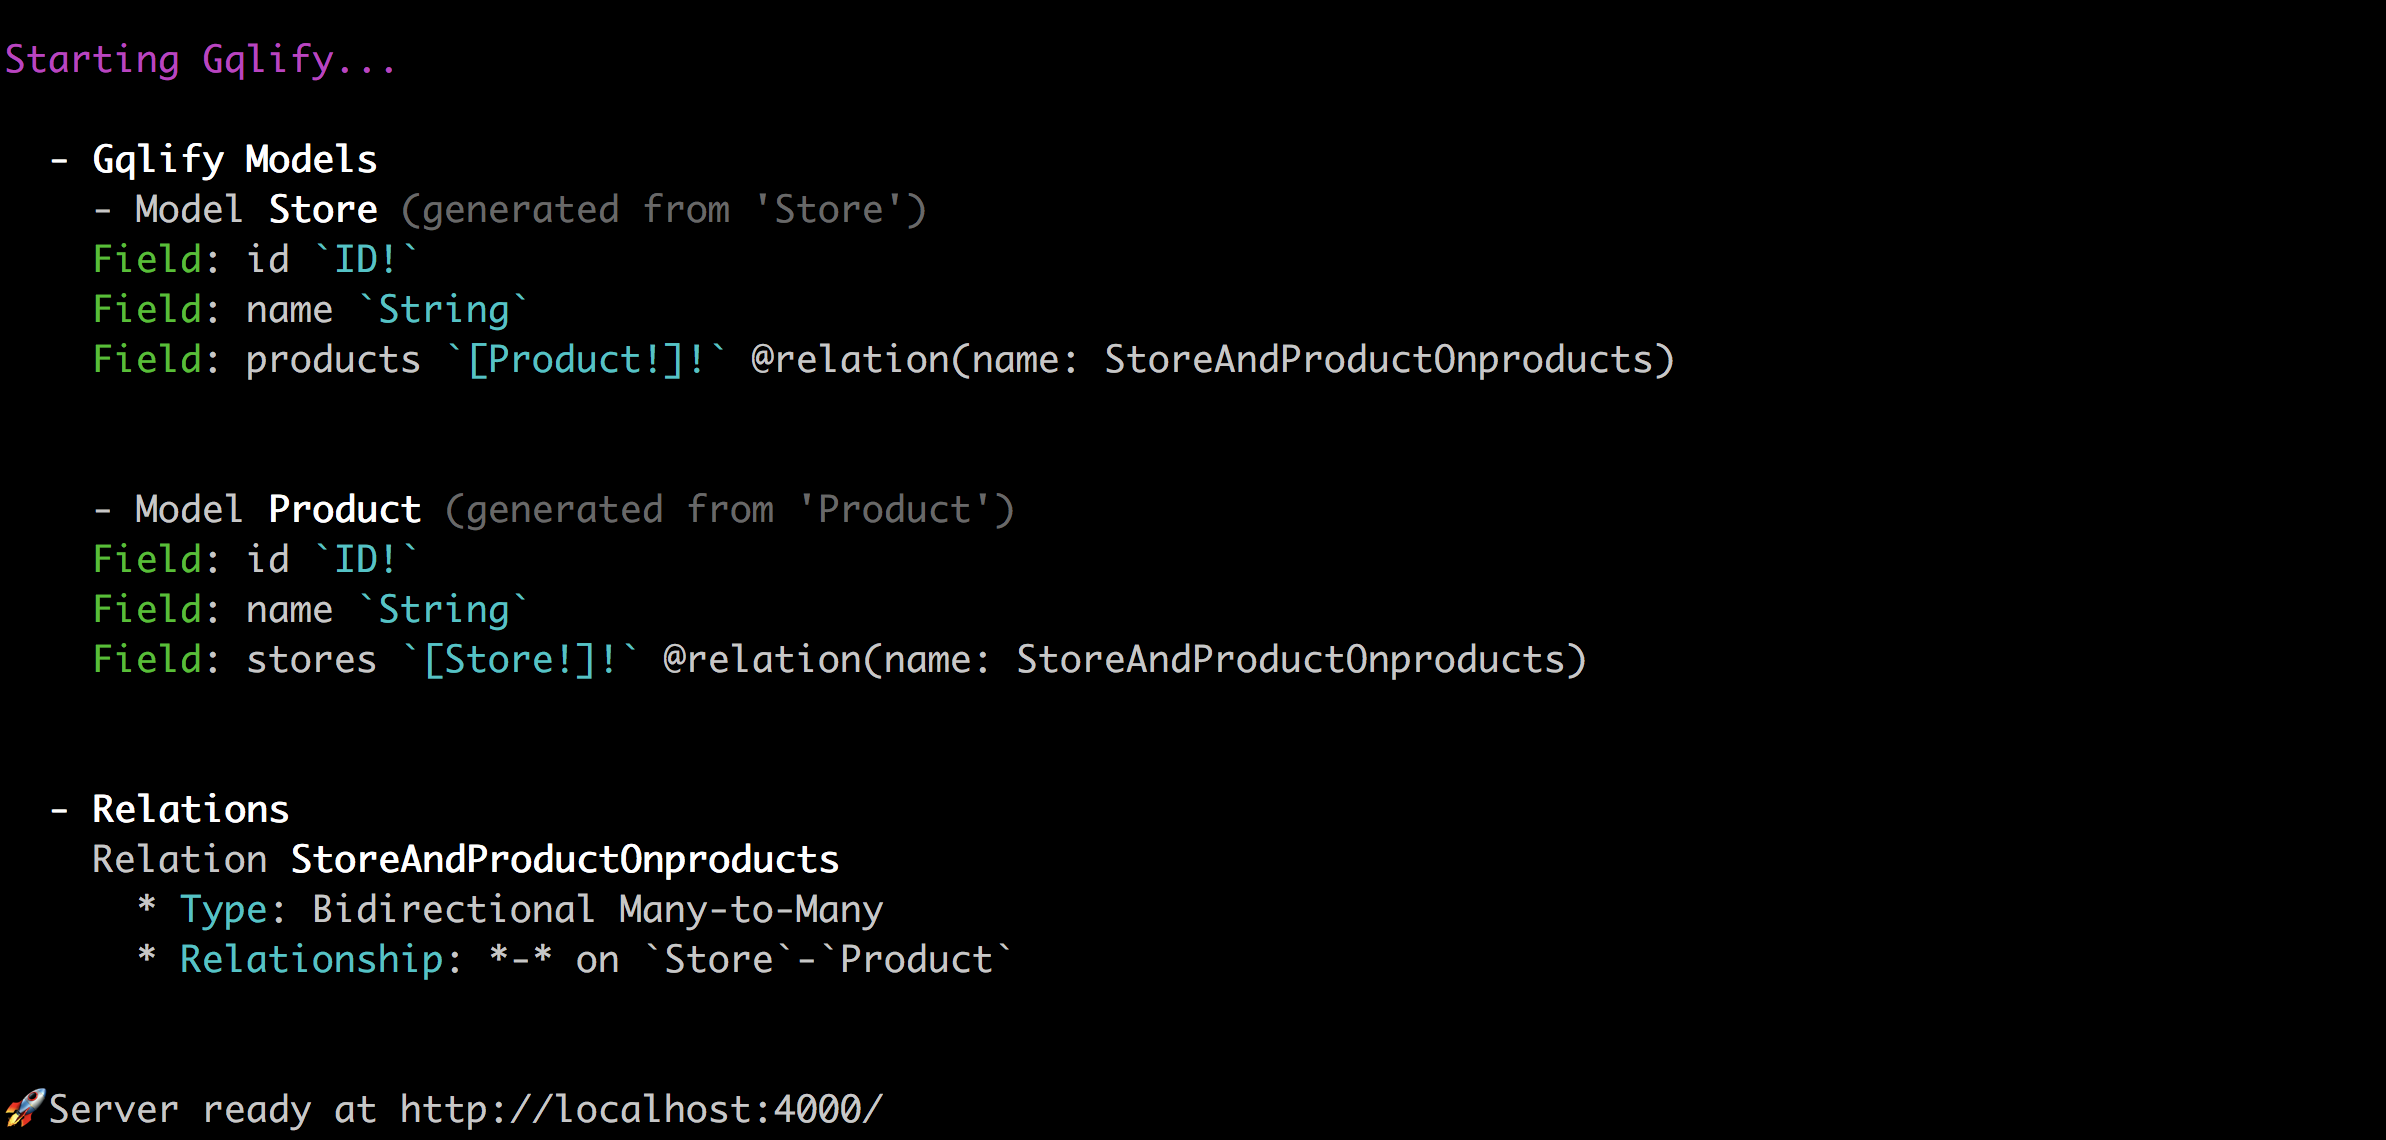 Starting Gqlify...
- Gqlify Models
- Model Store (generated from 'Store')
Field: id `ID!`
Field: name `String`
Field: products `[Product!]!` @relation(name: StoreAndProductOnproducts)
- Model Product (generated from 'Product')
Field: id `ID!`
Field: name `String`
Field: stores `[Store!]!` @relation(name: StoreAndProductOnproducts)
- Relations
Relation StoreAndProductOnproducts
* Type: Bidirectional Many-to-Many
* Relationship: *-* on `Store`-`Product`
🚀Server ready at http://localhost:4000/